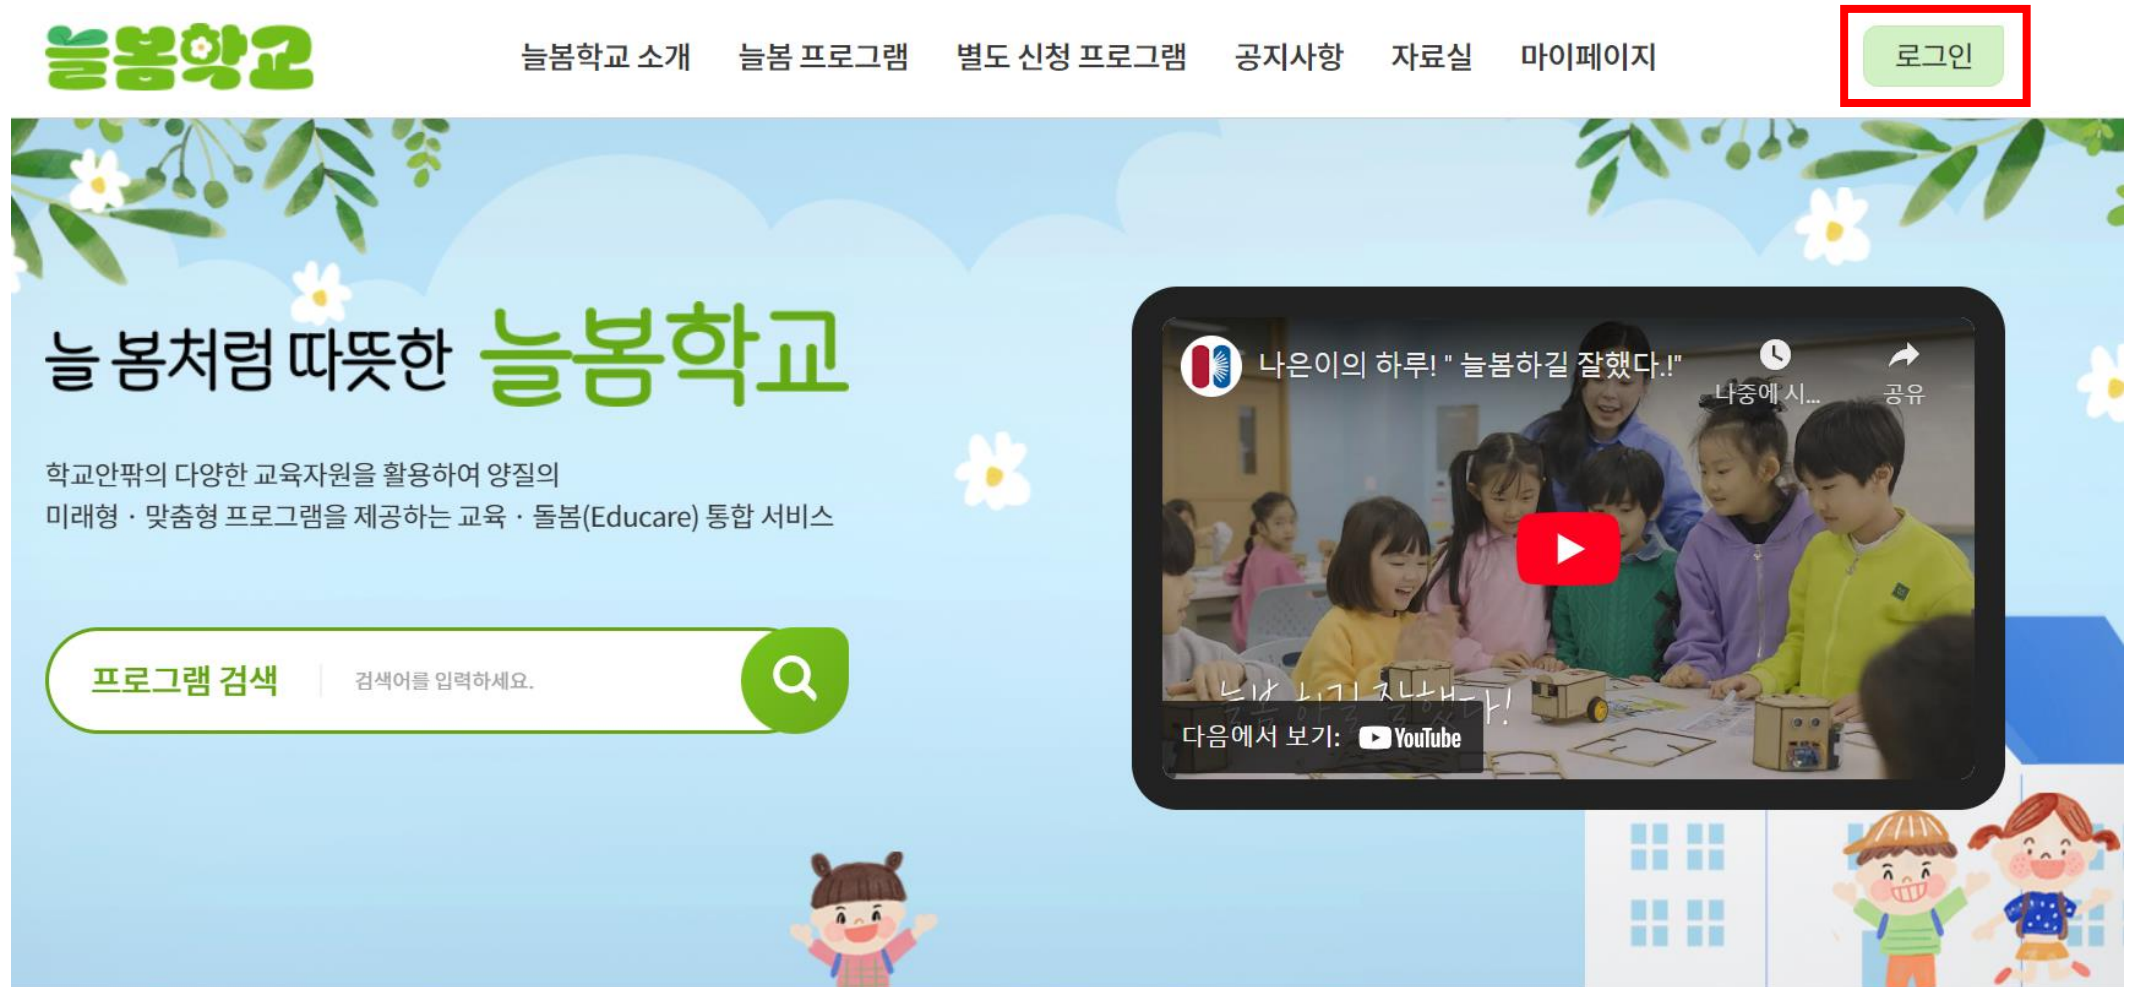 늘봄학교
늘봄학교 소개 늘봄 프로그램 별도 신청 프로그램 공지사항 자료실 마이페이지 로그인
늘 봄처럼 따뜻한 늘봄학교
학교안팎의 다양한 교육자원을 활용하여 양질의
미래형 · 맞춤형 프로그램을 제공하는 교육 · 돌봄(Educare) 통합 서비스
프로그램 검색 검색어를 입력하세요.
나은이의 하루! " 늘봄하길 잘했다.!"
나중에 시...
공유
늘봄 하길 잘했다!
다음에서 보기: YouTube